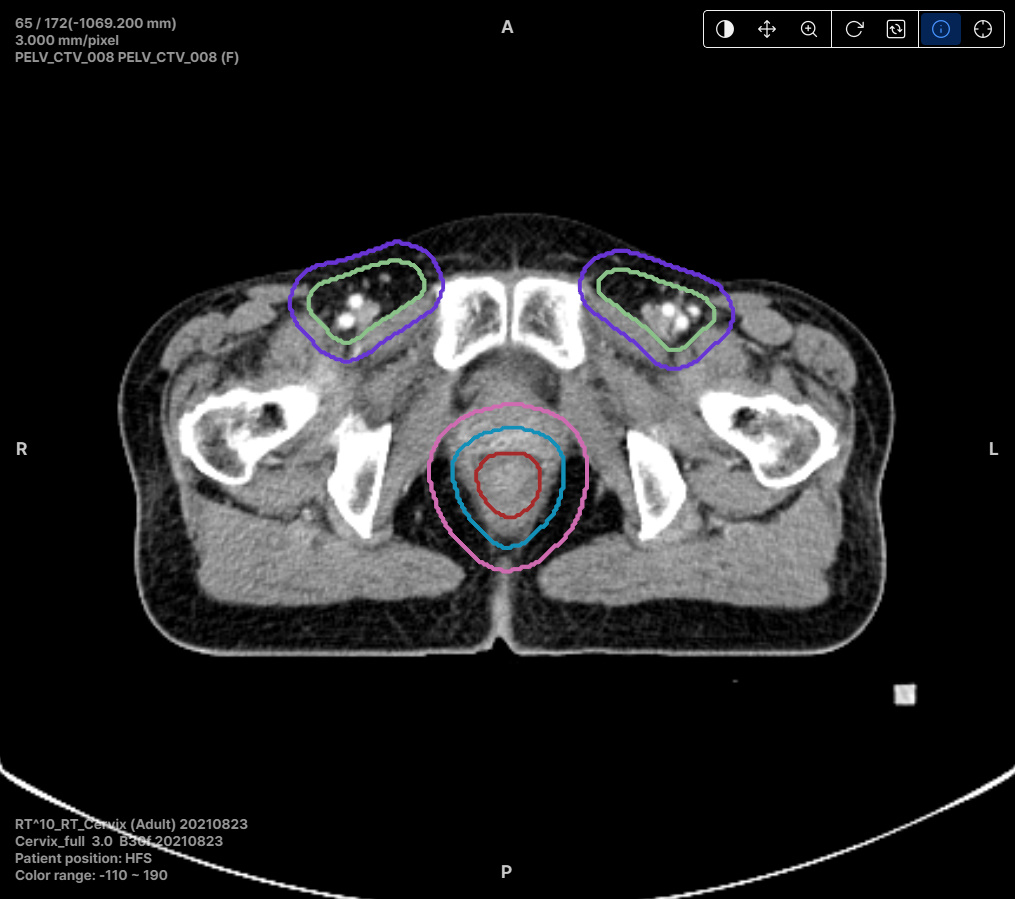 65 / 172(-1069.200 mm)
3.000 mm/pixel
PELV_CTV_008 PELV_CTV_008 (F)
A
R
L
RT^10_RT_Cervix (Adult) 20210823
Cervix_full 3.0 B30f 20210823
Patient position: HFS
Color range: -110 ~ 190
P